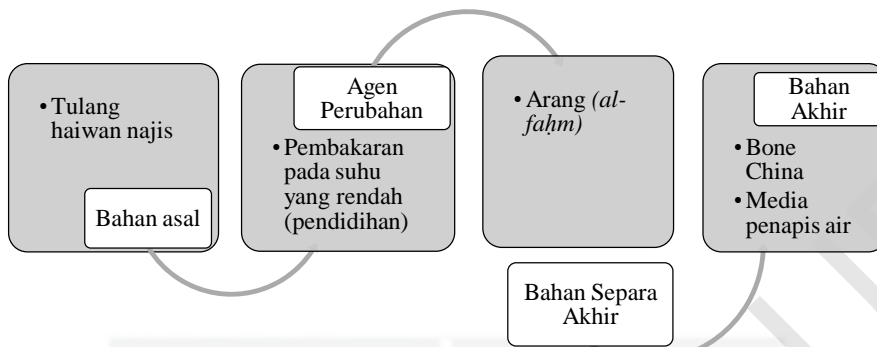 • Tulang
haiwan najis
Bahan asal
Agen
Perubahan
• Pembakaran
pada suhu
yang rendah
(pendidihan)
• Arang (al-
faḥm)
Bahan Separa
Akhir
Bahan
Akhir
• Bone
China
• Media
penapis air